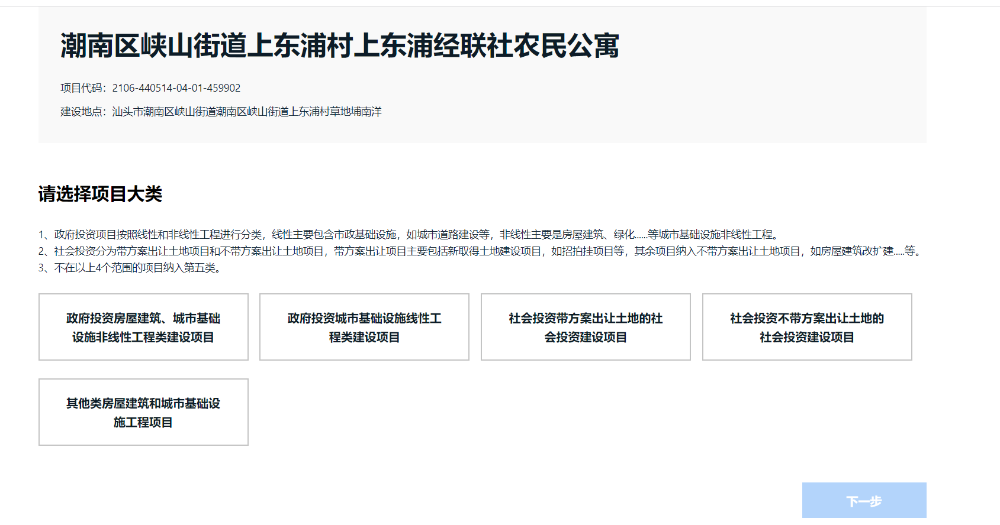 潮南区峡山街道上东浦村上东浦经联社农民公寓
项目代码：2106-440514-04-01-459902
建设地点：汕头市潮南区峡山街道潮南区峡山街道上东浦村草地埔南洋
请选择项目大类
1、政府投资项目按照线性和非线性工程进行分类，线性主要包含市政基础设施，如城市道路建设等，非线性主要是房屋建筑、绿化......等城市基础设施非线性工程。
2、社会投资分为带方案出让土地项目和不带方案出让土地项目，带方案出让项目主要包括新取得土地建设项目，如招拍挂项目等，其余项目纳入不带方案出让土地项目，如房屋建筑改扩建.....等。
3、不在以上4个范围的项目纳入第五类。
政府投资房屋建筑、城市基础
设施非线性工程类建设项目
政府投资城市基础设施线性工
程类建设项目
社会投资带方案出让土地的社
会投资建设项目
社会投资不带方案出让土地的
社会投资建设项目
其他类房屋建筑和城市基础设
施工程项目
下一步